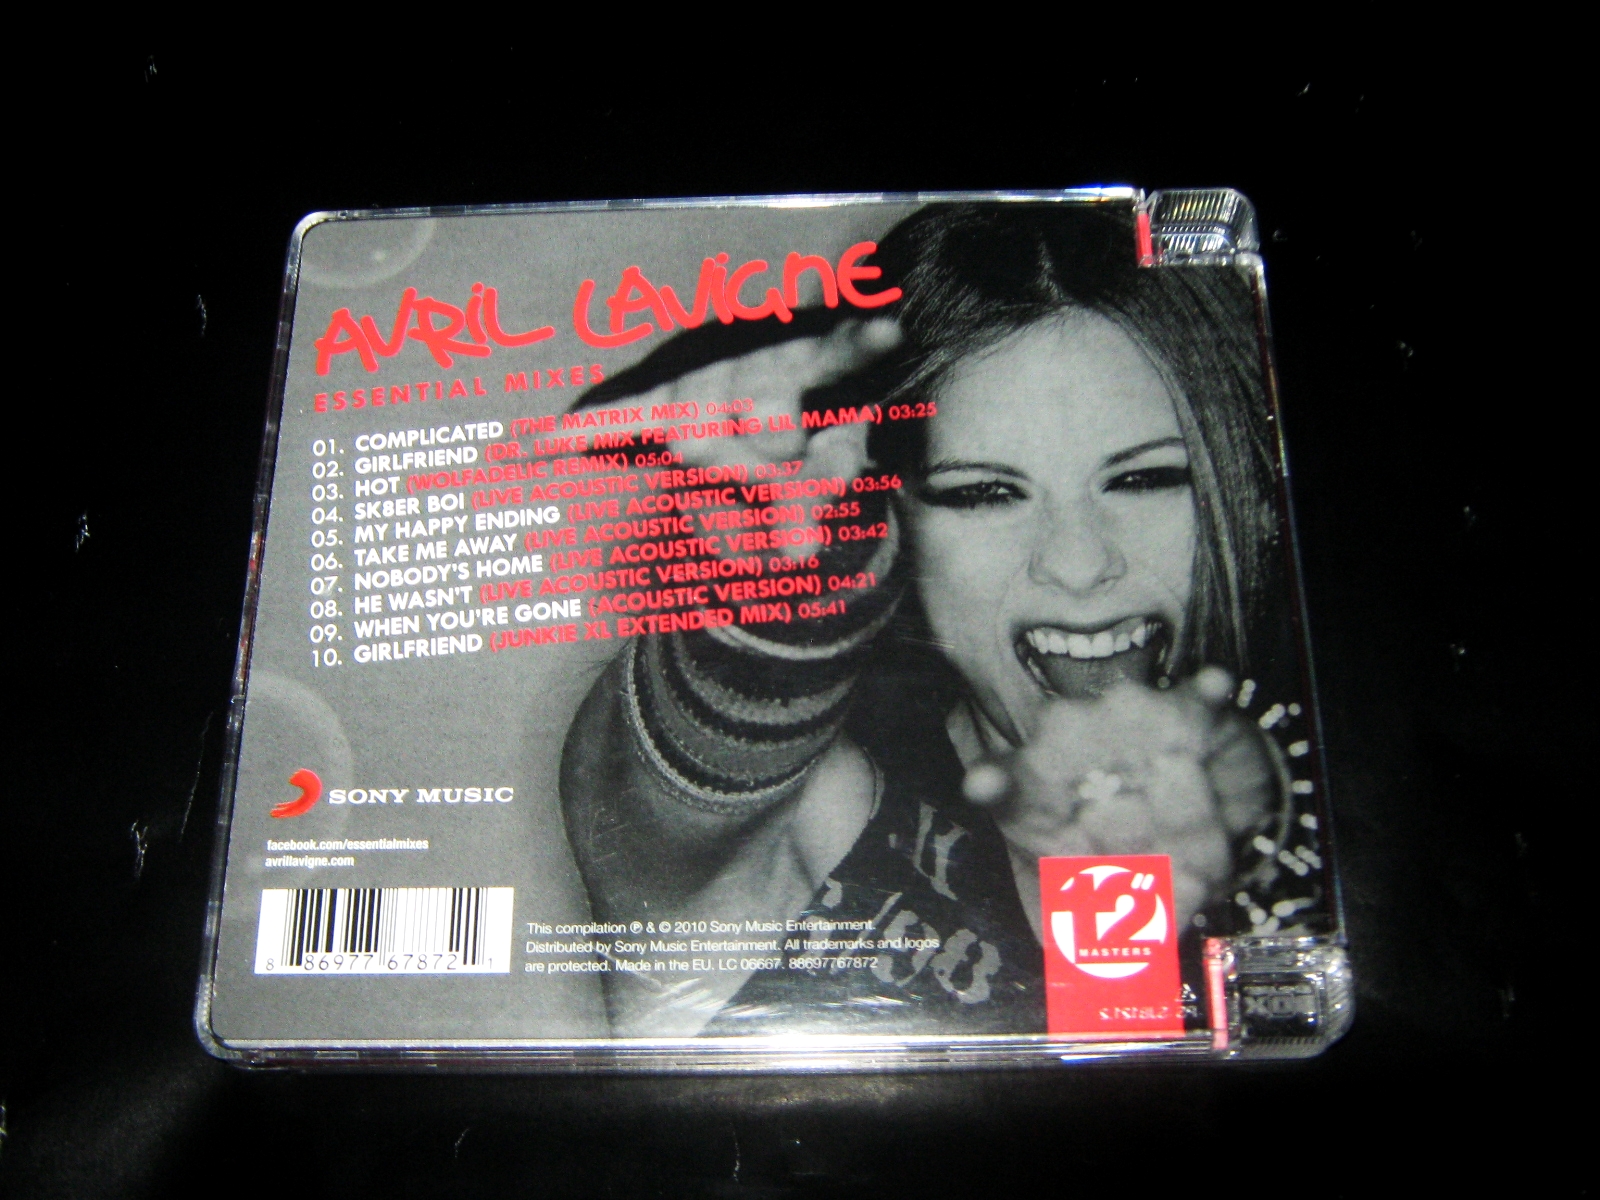 AVRIL LAVIGNE
ESSENTIAL MIXES
01. COMPLICATED (THE MATRIX MIX) 04:03
02. GIRLFRIEND (DR. LUKE MIX FEATURING LIL MAMA) 03:25
03. HOT (WOLFADELIC REMIX) 05:04
04. SK8ER BOI (LIVE ACOUSTIC VERSION) 03:37
05. MY HAPPY ENDING (LIVE ACOUSTIC VERSION) 03:56
06. TAKE ME AWAY (LIVE ACOUSTIC VERSION) 02:55
07. NOBODY'S HOME (LIVE ACOUSTIC VERSION) 03:42
08. HE WASN'T (LIVE ACOUSTIC VERSION) 03:16
09. WHEN YOU'RE GONE (ACOUSTIC VERSION) 04:21
10. GIRLFRIEND (JUNKIE XL EXTENDED MIX) 05:41
SONY MUSIC
facebook.com/essentialmixes
avrillavigne.com
8 86977 67872 1
This compilation ℗ & © 2010 Sony Music Entertainment.
Distributed by Sony Music Entertainment. All trademarks and logos
are protected. Made in the EU. LC 06667. 88697767872
12"
MASTERS